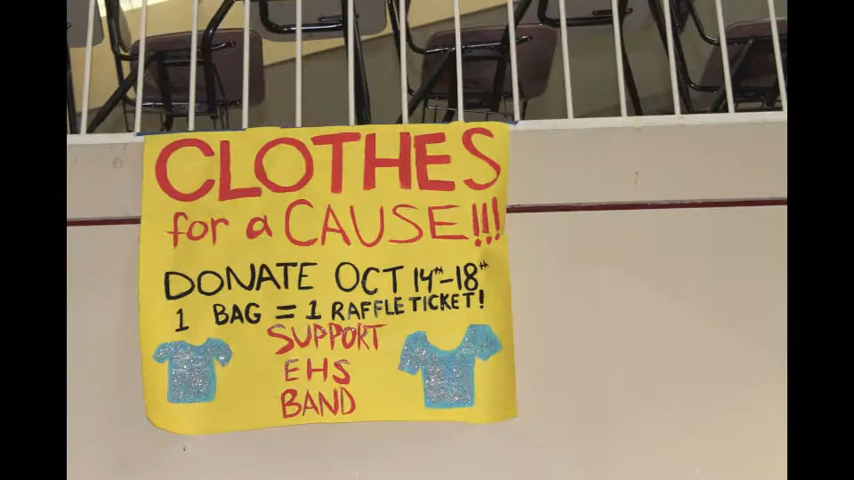 CLOTHES
for a CAUSE!!!
DONATE OCT 14th-18th
1 BAG = 1 RAFFLE TICKET!
SUPPORT
EHS
BAND